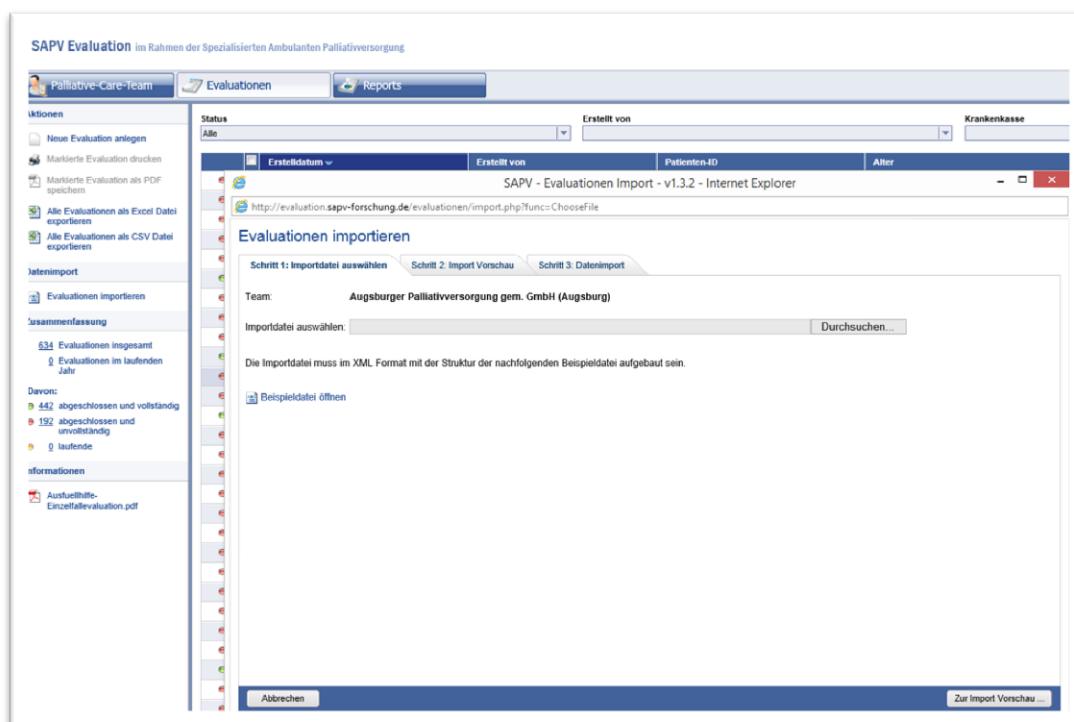 SAPV Evaluation im Rahmen der Spezialisierten Ambulanten Palliativversorgung
Palliative-Care-Team
Evaluationen
Reports
Aktionen
Neue Evaluation anlegen
Markierte Evaluation drucken
Markierte Evaluation als PDF
speichern
Alle Evaluationen als Excel Datei
exportieren
Alle Evaluationen als CSV Datei
exportieren
Datenimport
Evaluationen importieren
Zusammenfassung
634 Evaluationen insgesamt
0 Evaluationen im laufenden
Jahr
Davon:
442 abgeschlossen und vollständig
192 abgeschlossen und
unvollständig
0 laufende
Informationen
Ausfuellhilfe-
Einzelfallevaluation.pdf
Status
Erstellt von
Krankenkasse
Alle
Erstelldatum
Erstellt von
Patienten-ID
Alter
SAPV - Evaluationen Import - v1.3.2 - Internet Explorer
http://evaluation.sapv-forschung.de/evaluationen/import.php?func=ChooseFile
Evaluationen importieren
Schritt 1: Importdatei auswählen
Schritt 2: Import Vorschau
Schritt 3: Datenimport
Team: Augsburger Palliativversorgung gem. GmbH (Augsburg)
Importdatei auswählen: Durchsuchen...
Die Importdatei muss im XML Format mit der Struktur der nachfolgenden Beispieldatei aufgebaut sein.
Beispieldatei öffnen
Abbrechen
Zur Import Vorschau ...